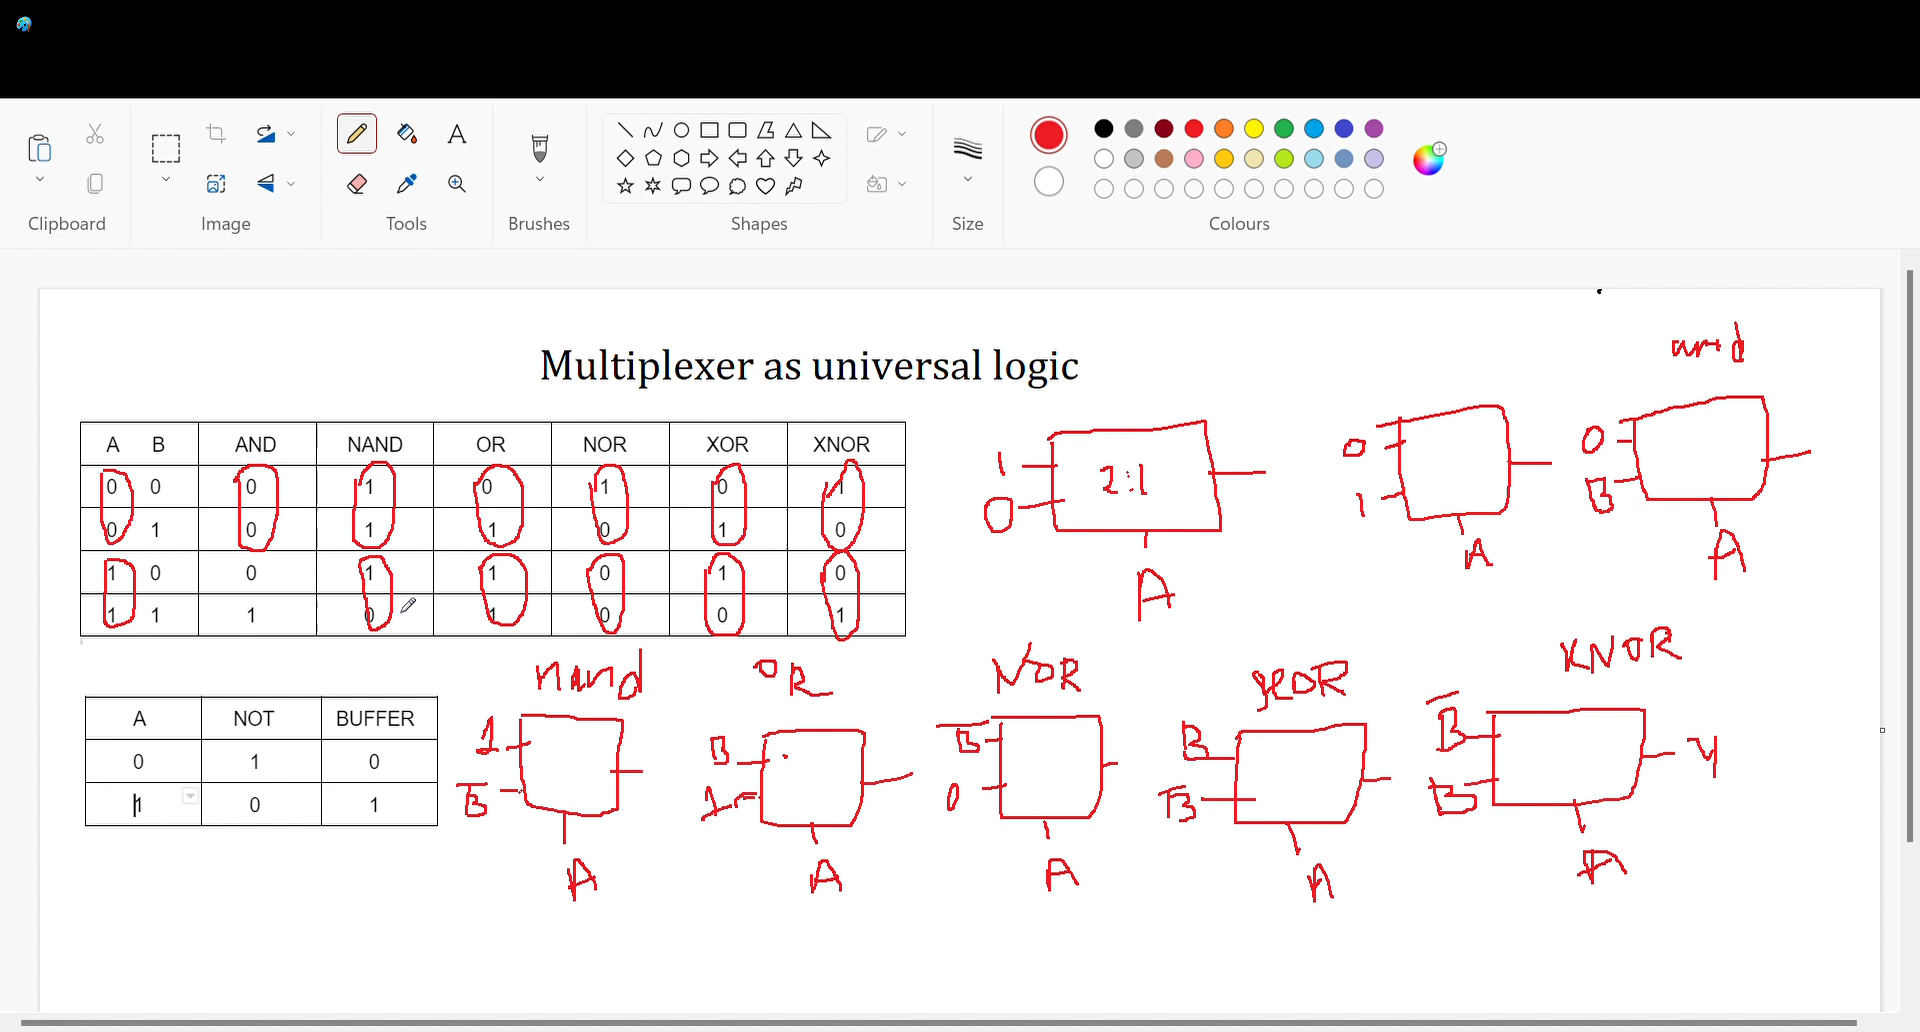 Clipboard
Image
Tools
Brushes
Shapes
Size
Colours
Multiplexer as universal logic
and
A B AND NAND OR NOR XOR XNOR
0 0 0 1 0 1 0 1
0 1 0 1 1 0 1 0
1 0 0 1 1 0 1 0
1 1 1 0 1 0 0 1
1
0
2:1
A
0
1
A
0
B
A
A NOT BUFFER
0 1 0
1 0 1
nand
1
B̅
A
OR
B
1
A
NOR
B̅
0
A
XOR
B
B̅
A
XNOR
B̅
B
Y
A